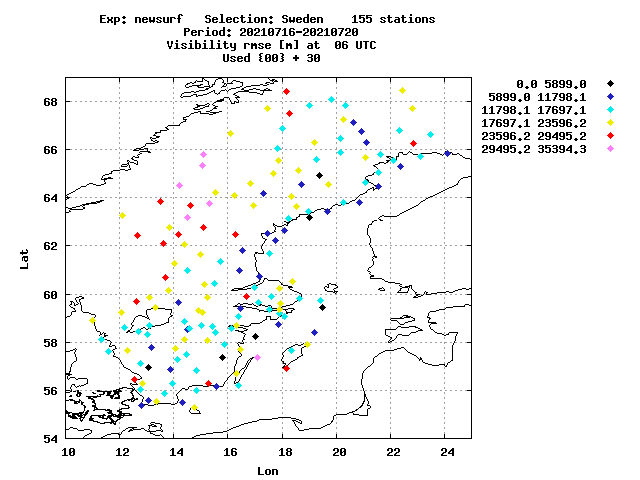 Exp: newsurf   Selection: Sweden    155 stations
Period: 20210716-20210720
Visibility rmse [m] at  06 UTC
Used {00} + 30
0.0 5899.0
5899.0 11798.1
11798.1 17697.1
17697.1 23596.2
23596.2 29495.2
29495.2 35394.3
68
66
64
62
60
58
56
54
Lat
10 12 14 16 18 20 22 24
Lon